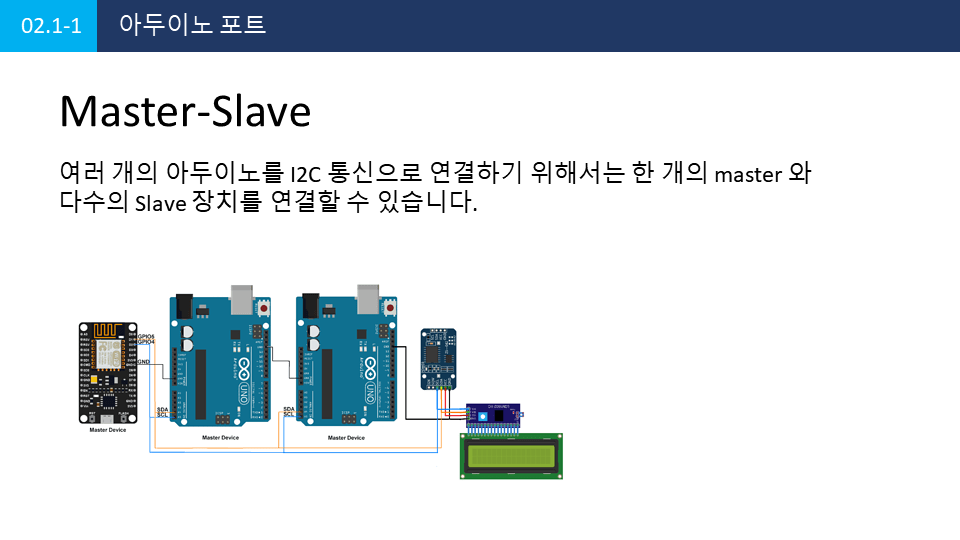 02.1-1
아두이노 포트
Master-Slave
여러 개의 아두이노를 I2C 통신으로 연결하기 위해서는 한 개의 master 와
다수의 Slave 장치를 연결할 수 있습니다.
GPIO5
GPIO4
GND
SDA
SCL
SDA
SCL
UNO
UNO
Master Device
Master Device
Master Device